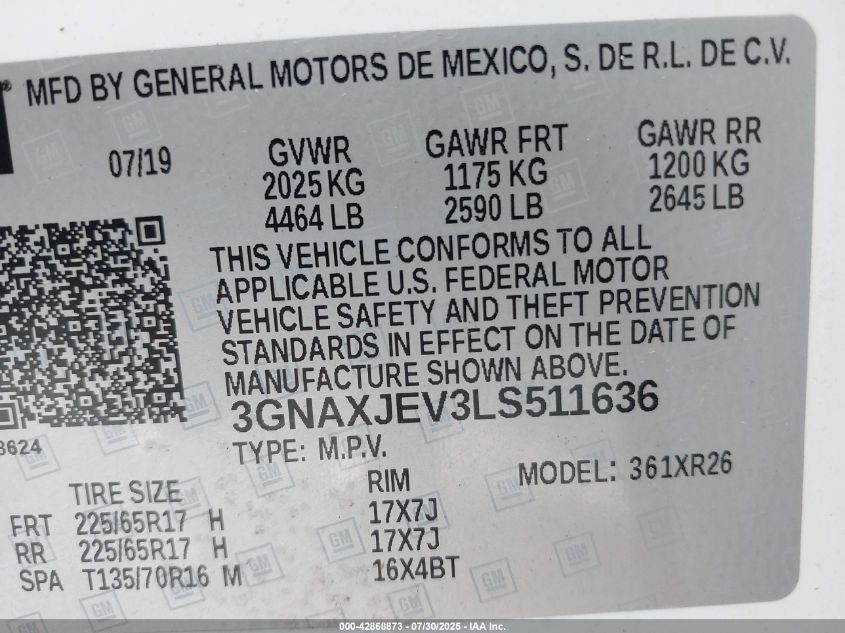 MFD BY GENERAL MOTORS DE MEXICO, S. DE R.L. DE C.V.
07/19 GVWR GAWR FRT GAWR RR
2025 KG 1175 KG 1200 KG
4464 LB 2590 LB 2645 LB
THIS VEHICLE CONFORMS TO ALL
APPLICABLE U.S. FEDERAL MOTOR
VEHICLE SAFETY AND THEFT PREVENTION
STANDARDS IN EFFECT ON THE DATE OF
MANUFACTURE SHOWN ABOVE.
3GNAXJEV3LS511636
3624
TYPE: M.P.V. MODEL: 361XR26
TIRE SIZE RIM
FRT 225/65R17 H 17X7J
RR 225/65R17 H 17X7J
SPA T135/70R16 M 16X4BT
000-42868873 - 07/30/2025 - IAA Inc.